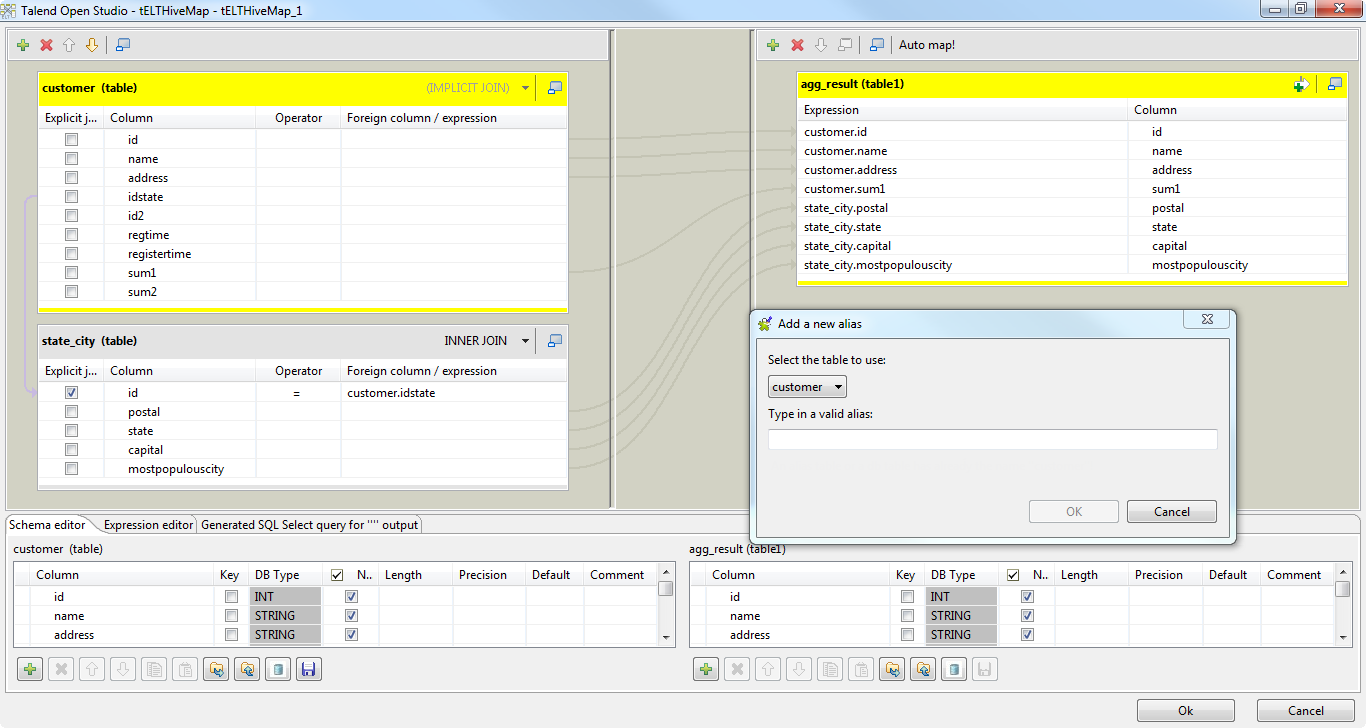 Talend Open Studio - tELTHiveMap - tELTHiveMap_1
Auto map!
customer (table) (IMPLICIT JOIN)
Explicit j... Column Operator Foreign column / expression
id
name
address
idstate
id2
regtime
registertime
sum1
sum2
state_city (table) INNER JOIN
Explicit j... Column Operator Foreign column / expression
id = customer.idstate
postal
state
capital
mostpopulouscity
agg_result (table1)
Expression Column
customer.id id
customer.name name
customer.address address
customer.sum1 sum1
state_city.postal postal
state_city.state state
state_city.capital capital
state_city.mostpopulouscity mostpopulouscity
Add a new alias
Select the table to use:
customer
Type in a valid alias:
OK Cancel
Schema editor Expression editor Generated SQL Select query for "" output
customer (table)
Column Key DB Type N.. Length Precision Default Comment
id INT
name STRING
address STRING
agg_result (table1)
Column Key DB Type N.. Length Precision Default Comment
id INT
name STRING
address STRING
Ok Cancel